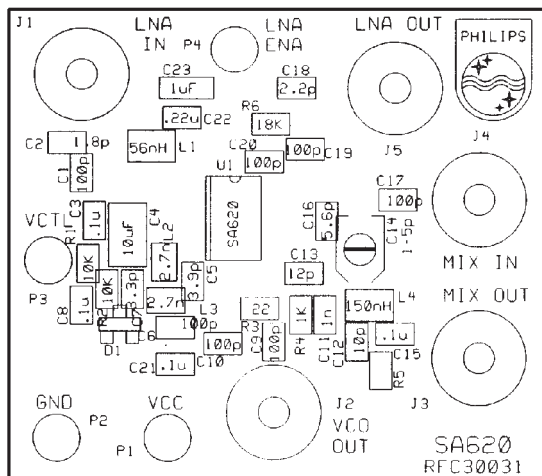 J1
LNA
IN
P4
LNA
ENA
LNA OUT
PHILIPS
C23
1uF
C18
2.2p
.22u
C22
R6
18K
C2
1.8p
56nH
L1
C20
100p
100p
C19
J5
J4
C1
100p
U1
SA620
C17
100p
C16
5.6p
C14
1-5p
VCTL
C3
.1u
10uF
C4
L2
2.7n
R1
10K
P3
C13
12p
MIX IN
MIX OUT
3.9p
C5
10K
R2
3.3p
C7
2.7n
L3
C8
.1u
D1
C6
100p
22
R3
1K
R4
1n
C11
150nH
L4
100p
C10
C9
100p
C12
10p
.1u
C15
C21
.1u
R5
GND
P2
VCC
P1
J2
VCO
OUT
J3
SA620
RFC30031